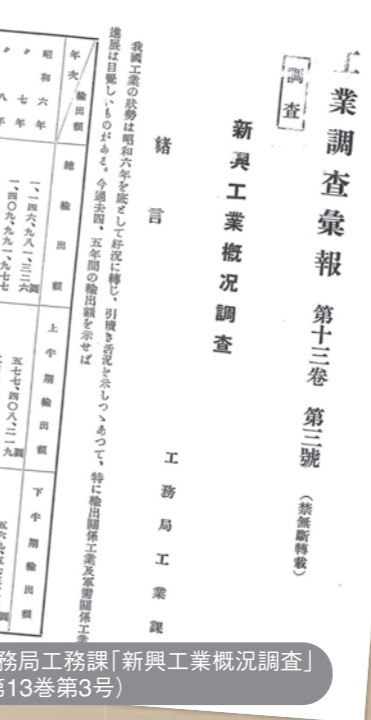 工業調査彙報 第十三卷 第三號 (禁無斷轉載)
調査
新興工業槪況調査
工務局工業課
緖言
我國工業の狀勢は昭和六年を底として好況に轉じ、引續き活況を示しつゝあつて、特に輸出關係工業及軍需關係工業
進展は目覺しいものがある。今過去四、五年間の輸出額を示せば
年次 輸出額
總輸出額
上半期輸出額
下半期輸出額
昭和六年
一、一四六、九八一、三二六圓
五七七、四〇八、二一九圓
〃 七年
一、四〇九、九九一、九七七
〃 八年
務局工務課「新興工業概況調査」
第13巻第3号)